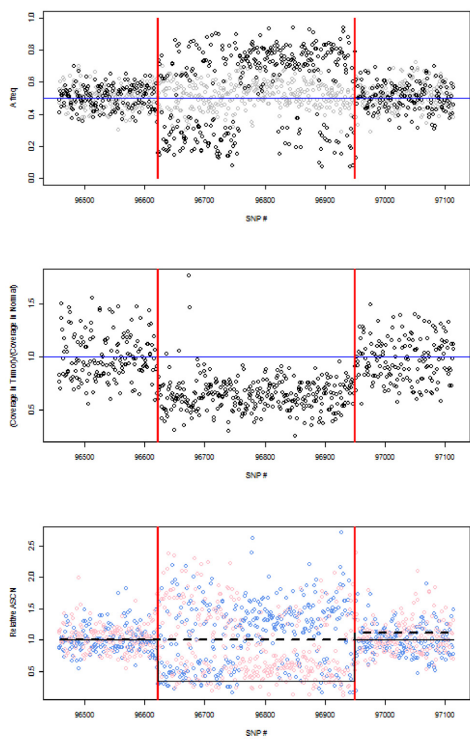 A freq
0.0 0.2 0.4 0.6 0.8 1.0
96500 96600 96700 96800 96900 97000 97100
SNP #
(Coverage in Tumor)/(Coverage in Normal)
0.5 1.0 1.5
96500 96600 96700 96800 96900 97000 97100
SNP #
Relative ASCN
0.5 1.0 1.5 2.0 2.5
96500 96600 96700 96800 96900 97000 97100
SNP #